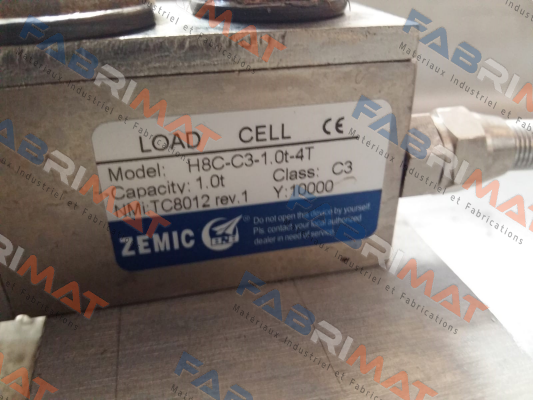 LOAD CELL CE
Model: H8C-C3-1.0t-4T
Capacity: 1.0t Class: C3
NMi:TC8012 rev.1 Y:10000
ZEMIC
Do not open this device by yourself.
Pls. contact your local authorized
dealer in need of service
FABRIMAT
Materiaux Industriel et Fabrications